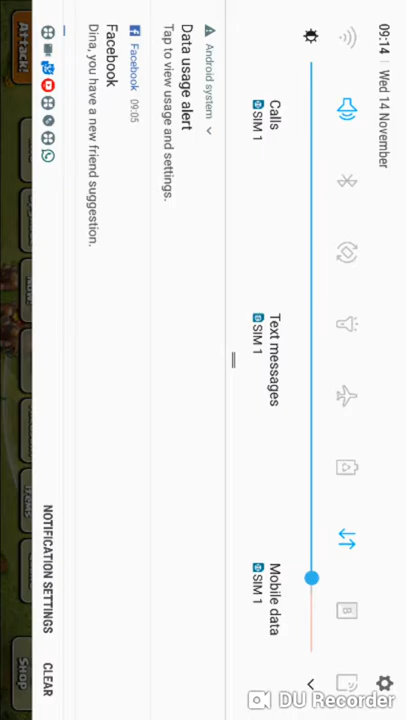 09:14 Wed 14 November
Calls
SIM 1
Text messages
SIM 1
Mobile data
SIM 1
Android system
Data usage alert
Tap to view usage and settings.
Facebook 09:05
Facebook
Dina, you have a new friend suggestion.
NOTIFICATION SETTINGS
CLEAR
Attack!
Items
Shop
DU Recorder